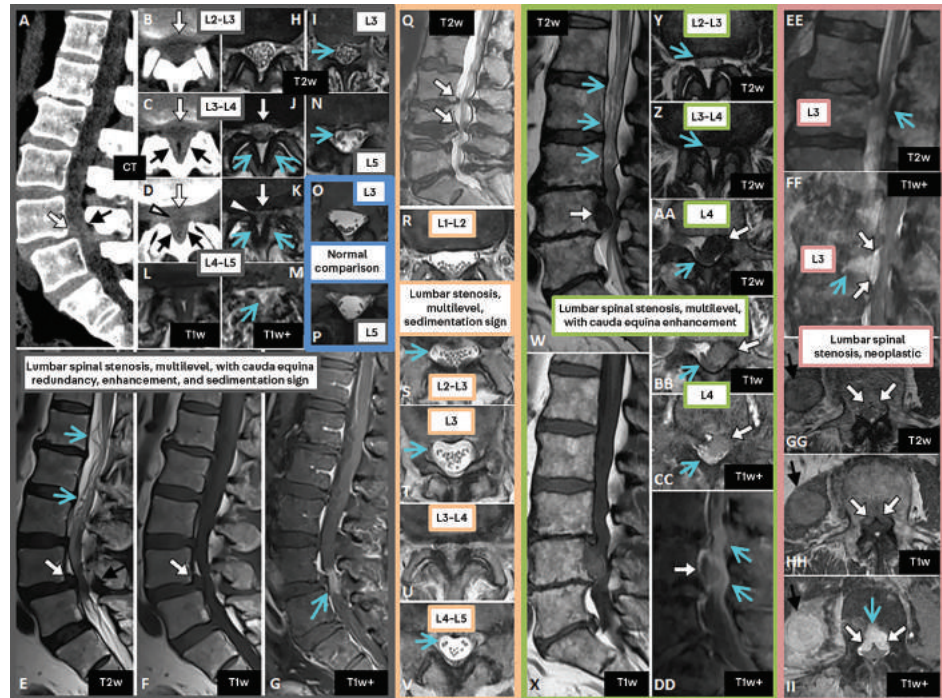 A
CT
B
L2–L3
H
T2w
I
L3
C
L3–L4
J
N
L5
D
L4–L5
K
O
L3
Normal
comparison
P
L5
L
T1w
M
T1w+
Lumbar spinal stenosis, multilevel, with cauda equina
redundancy, enhancement, and sedimentation sign
E
T2w
F
T1w
G
T1w+
Q
T2w
R
L1–L2
Lumbar stenosis,
multilevel,
sedimentation sign
S
L2–L3
L3
T
L3–L4
U
L4–L5
V
T2w
W
Y
L2–L3
T2w
Z
L3–L4
T2w
AA
L4
T2w
Lumbar spinal stenosis, multilevel,
with cauda equina enhancement
BB
T1w
L4
CC
T1w+
X
T1w
DD
T1w+
EE
L3
T2w
FF
T1w+
L3
Lumbar spinal
stenosis, neoplastic
GG
T2w
HH
T1w
II
T1w+